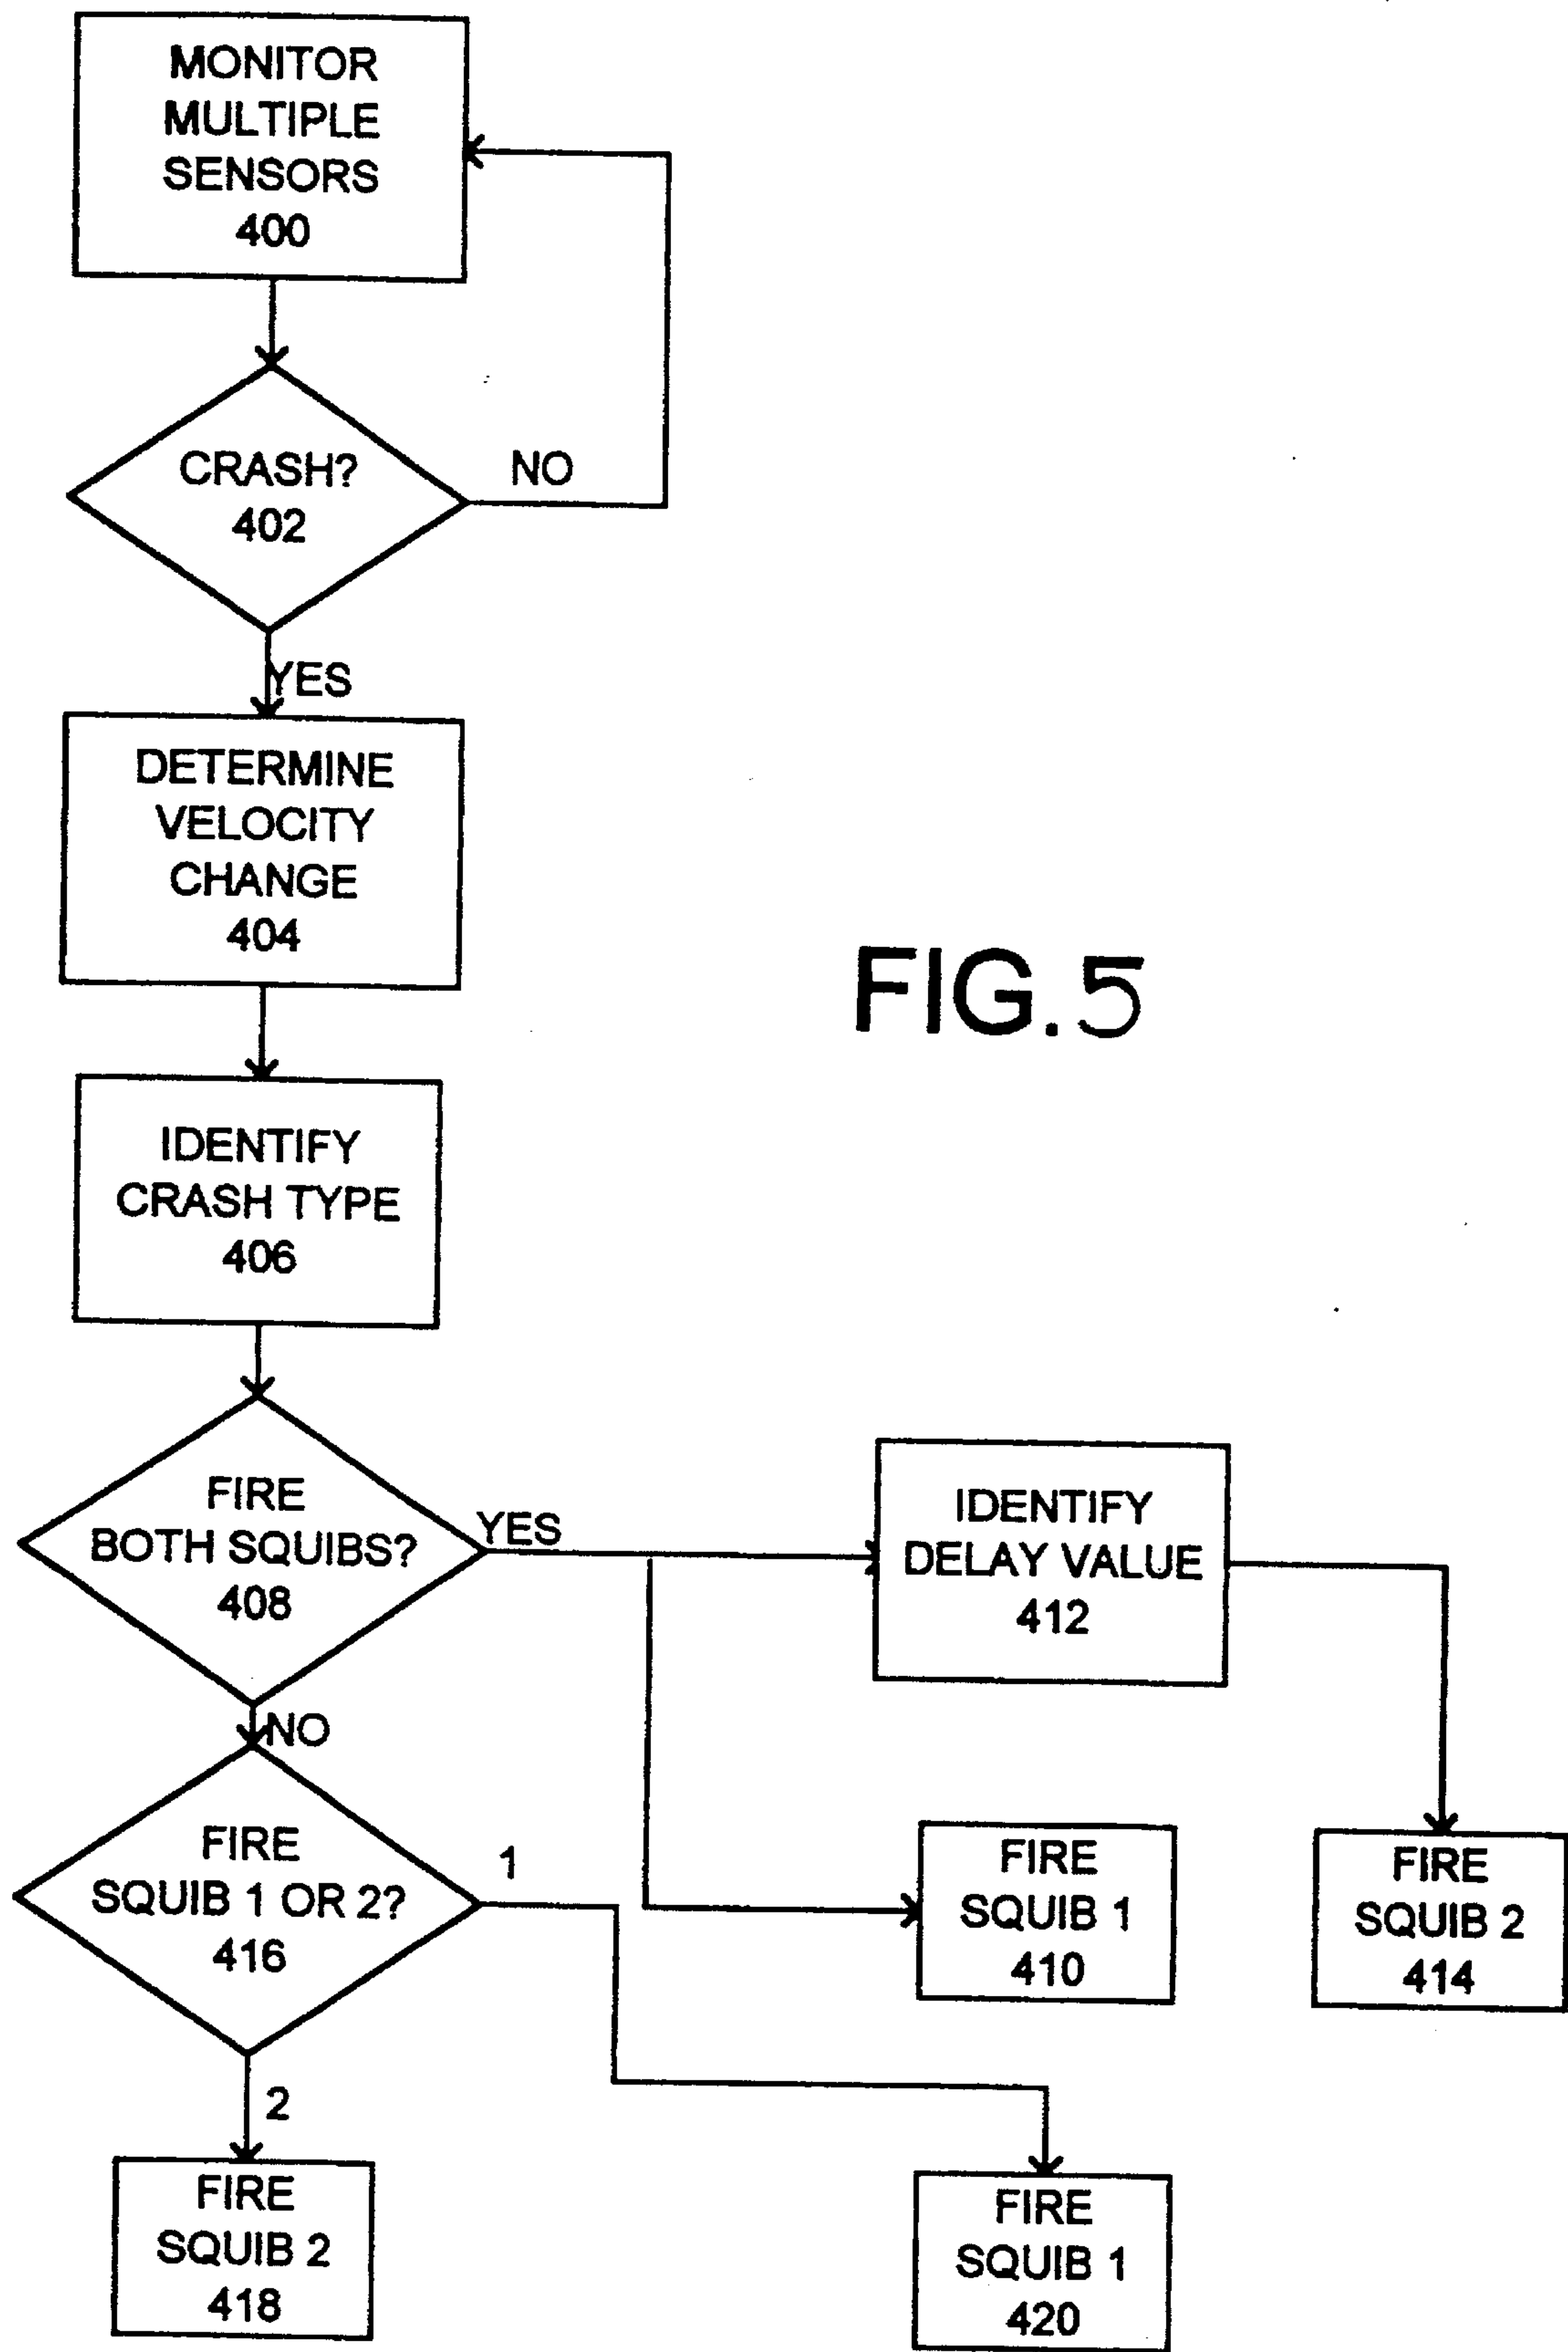 MONITOR
MULTIPLE
SENSORS
400
CRASH?
402
NO
YES
DETERMINE
VELOCITY
CHANGE
404
FIG. 5
IDENTIFY
CRASH TYPE
406
FIRE
BOTH SQUIBS?
408
YES
IDENTIFY
DELAY VALUE
412
NO
FIRE
SQUIB 1 OR 2?
416
1
FIRE
SQUIB 1
410
FIRE
SQUIB 2
414
2
FIRE
SQUIB 2
418
FIRE
SQUIB 1
420